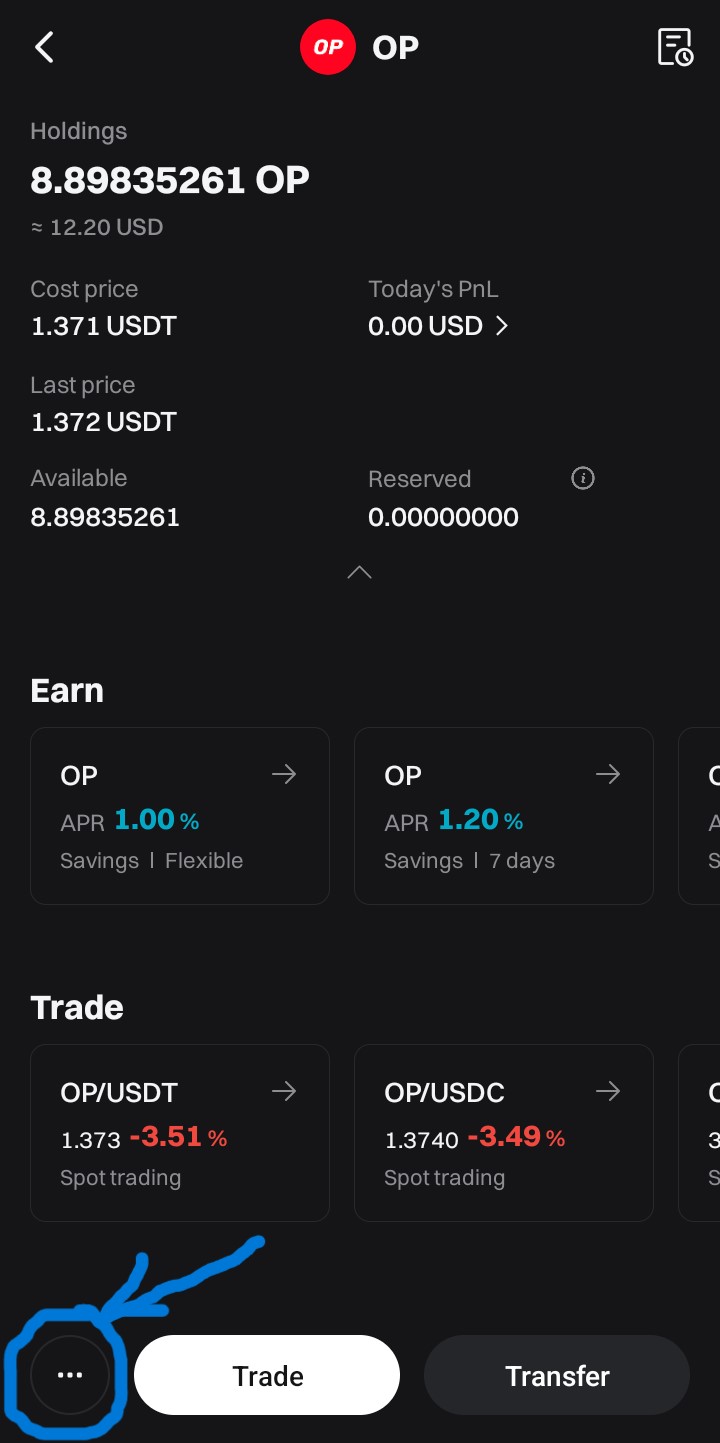 OP OP
Holdings
8.89835261 OP
≈ 12.20 USD
Cost price Today's PnL
1.371 USDT 0.00 USD
Last price
1.372 USDT
Available Reserved
8.89835261 0.00000000
Earn
OP OP
APR 1.00% APR 1.20%
Savings | Flexible Savings | 7 days
Trade
OP/USDT OP/USDC
1.373 -3.51% 1.3740 -3.49%
Spot trading Spot trading
Trade Transfer